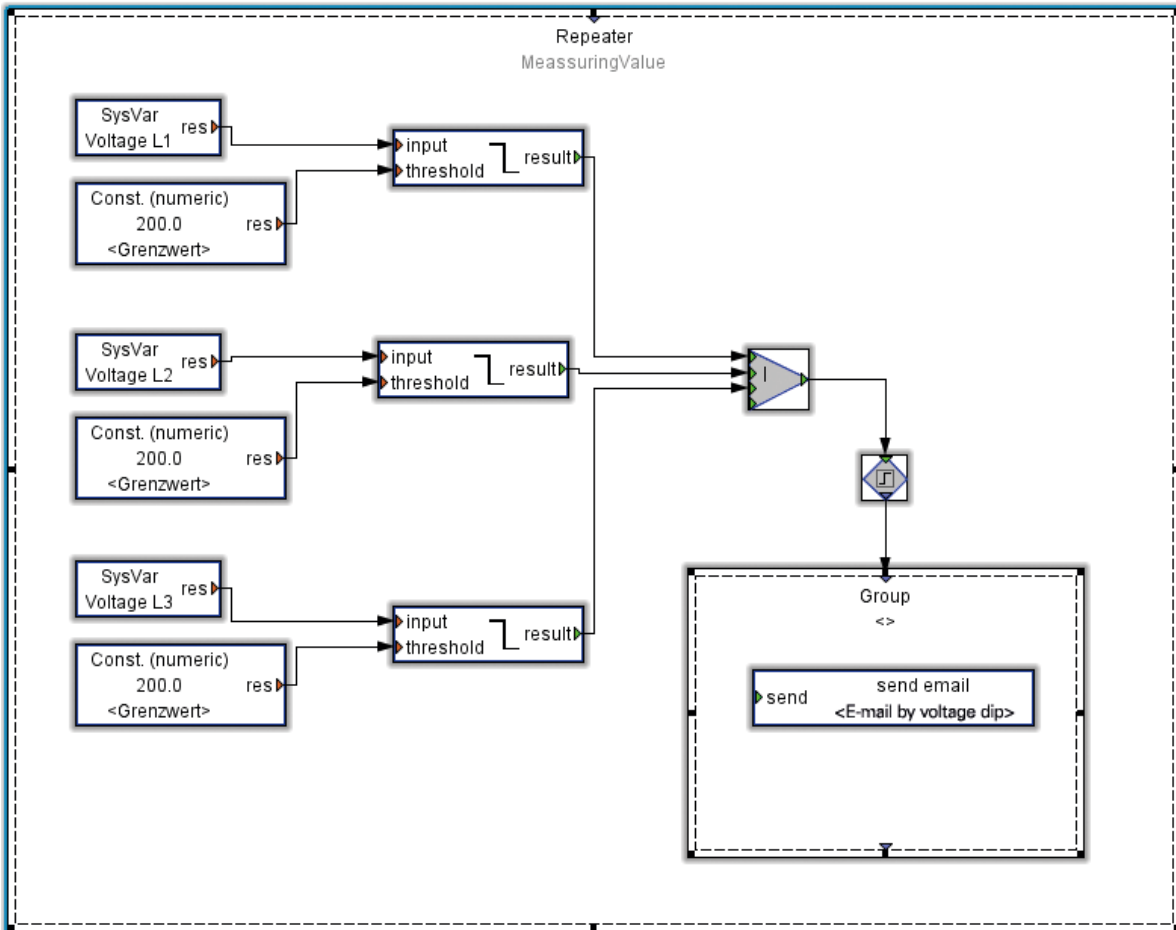 Repeater
MeassuringValue
SysVar
Voltage L1
res
Const. (numeric)
200.0
<Grenzwert>
res
input
threshold
result
SysVar
Voltage L2
res
Const. (numeric)
200.0
<Grenzwert>
res
input
threshold
result
|
SysVar
Voltage L3
res
Const. (numeric)
200.0
<Grenzwert>
res
input
threshold
result
Group
<>
send
send email
<E-mail by voltage dip>